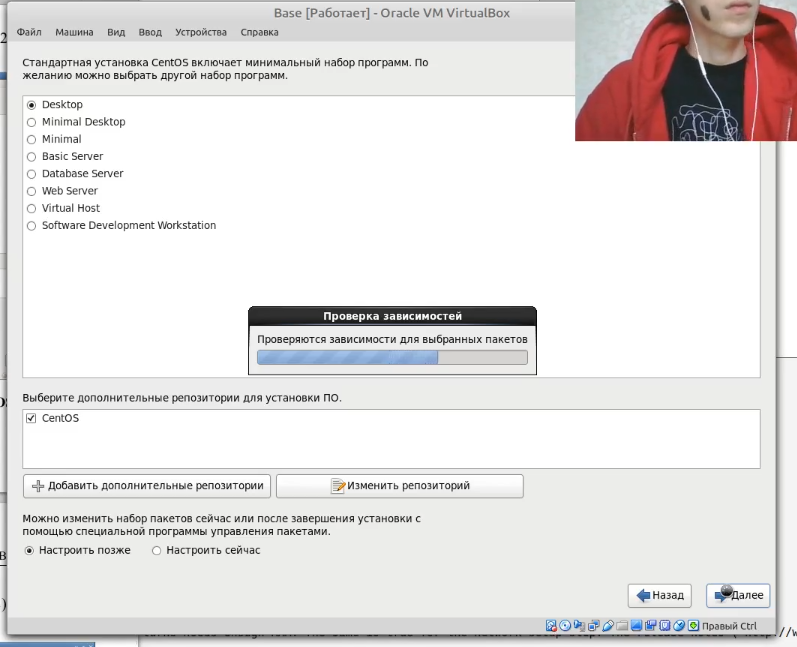 Base [Работает] - Oracle VM VirtualBox
Файл Машина Вид Ввод Устройства Справка
Стандартная установка CentOS включает минимальный набор программ. По
желанию можно выбрать другой набор программ.
Desktop
Minimal Desktop
Minimal
Basic Server
Database Server
Web Server
Virtual Host
Software Development Workstation
Проверка зависимостей
Проверяются зависимости для выбранных пакетов
Выберите дополнительные репозитории для установки ПО.
CentOS
Добавить дополнительные репозитории Изменить репозиторий
Можно изменить набор пакетов сейчас или после завершения установки с
помощью специальной программы управления пакетами.
Настроить позже Настроить сейчас
Назад Далее
Правый Ctrl